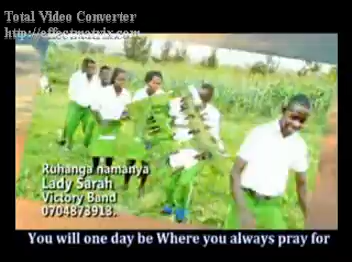 Total Video Converter
http://effectmatrix.com
Ruhanga namanya
Lady Sarah
Victory Band
0704873913.
You will one day be Where you always pray for